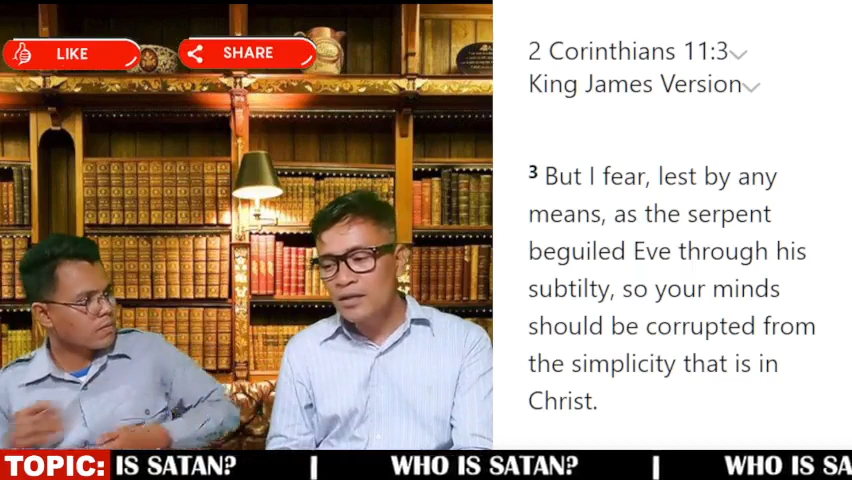 LIKE
SHARE
2 Corinthians 11:3
King James Version
3 But I fear, lest by any
means, as the serpent
beguiled Eve through his
subtilty, so your minds
should be corrupted from
the simplicity that is in
Christ.
TOPIC: IS SATAN? | WHO IS SATAN? | WHO IS SA